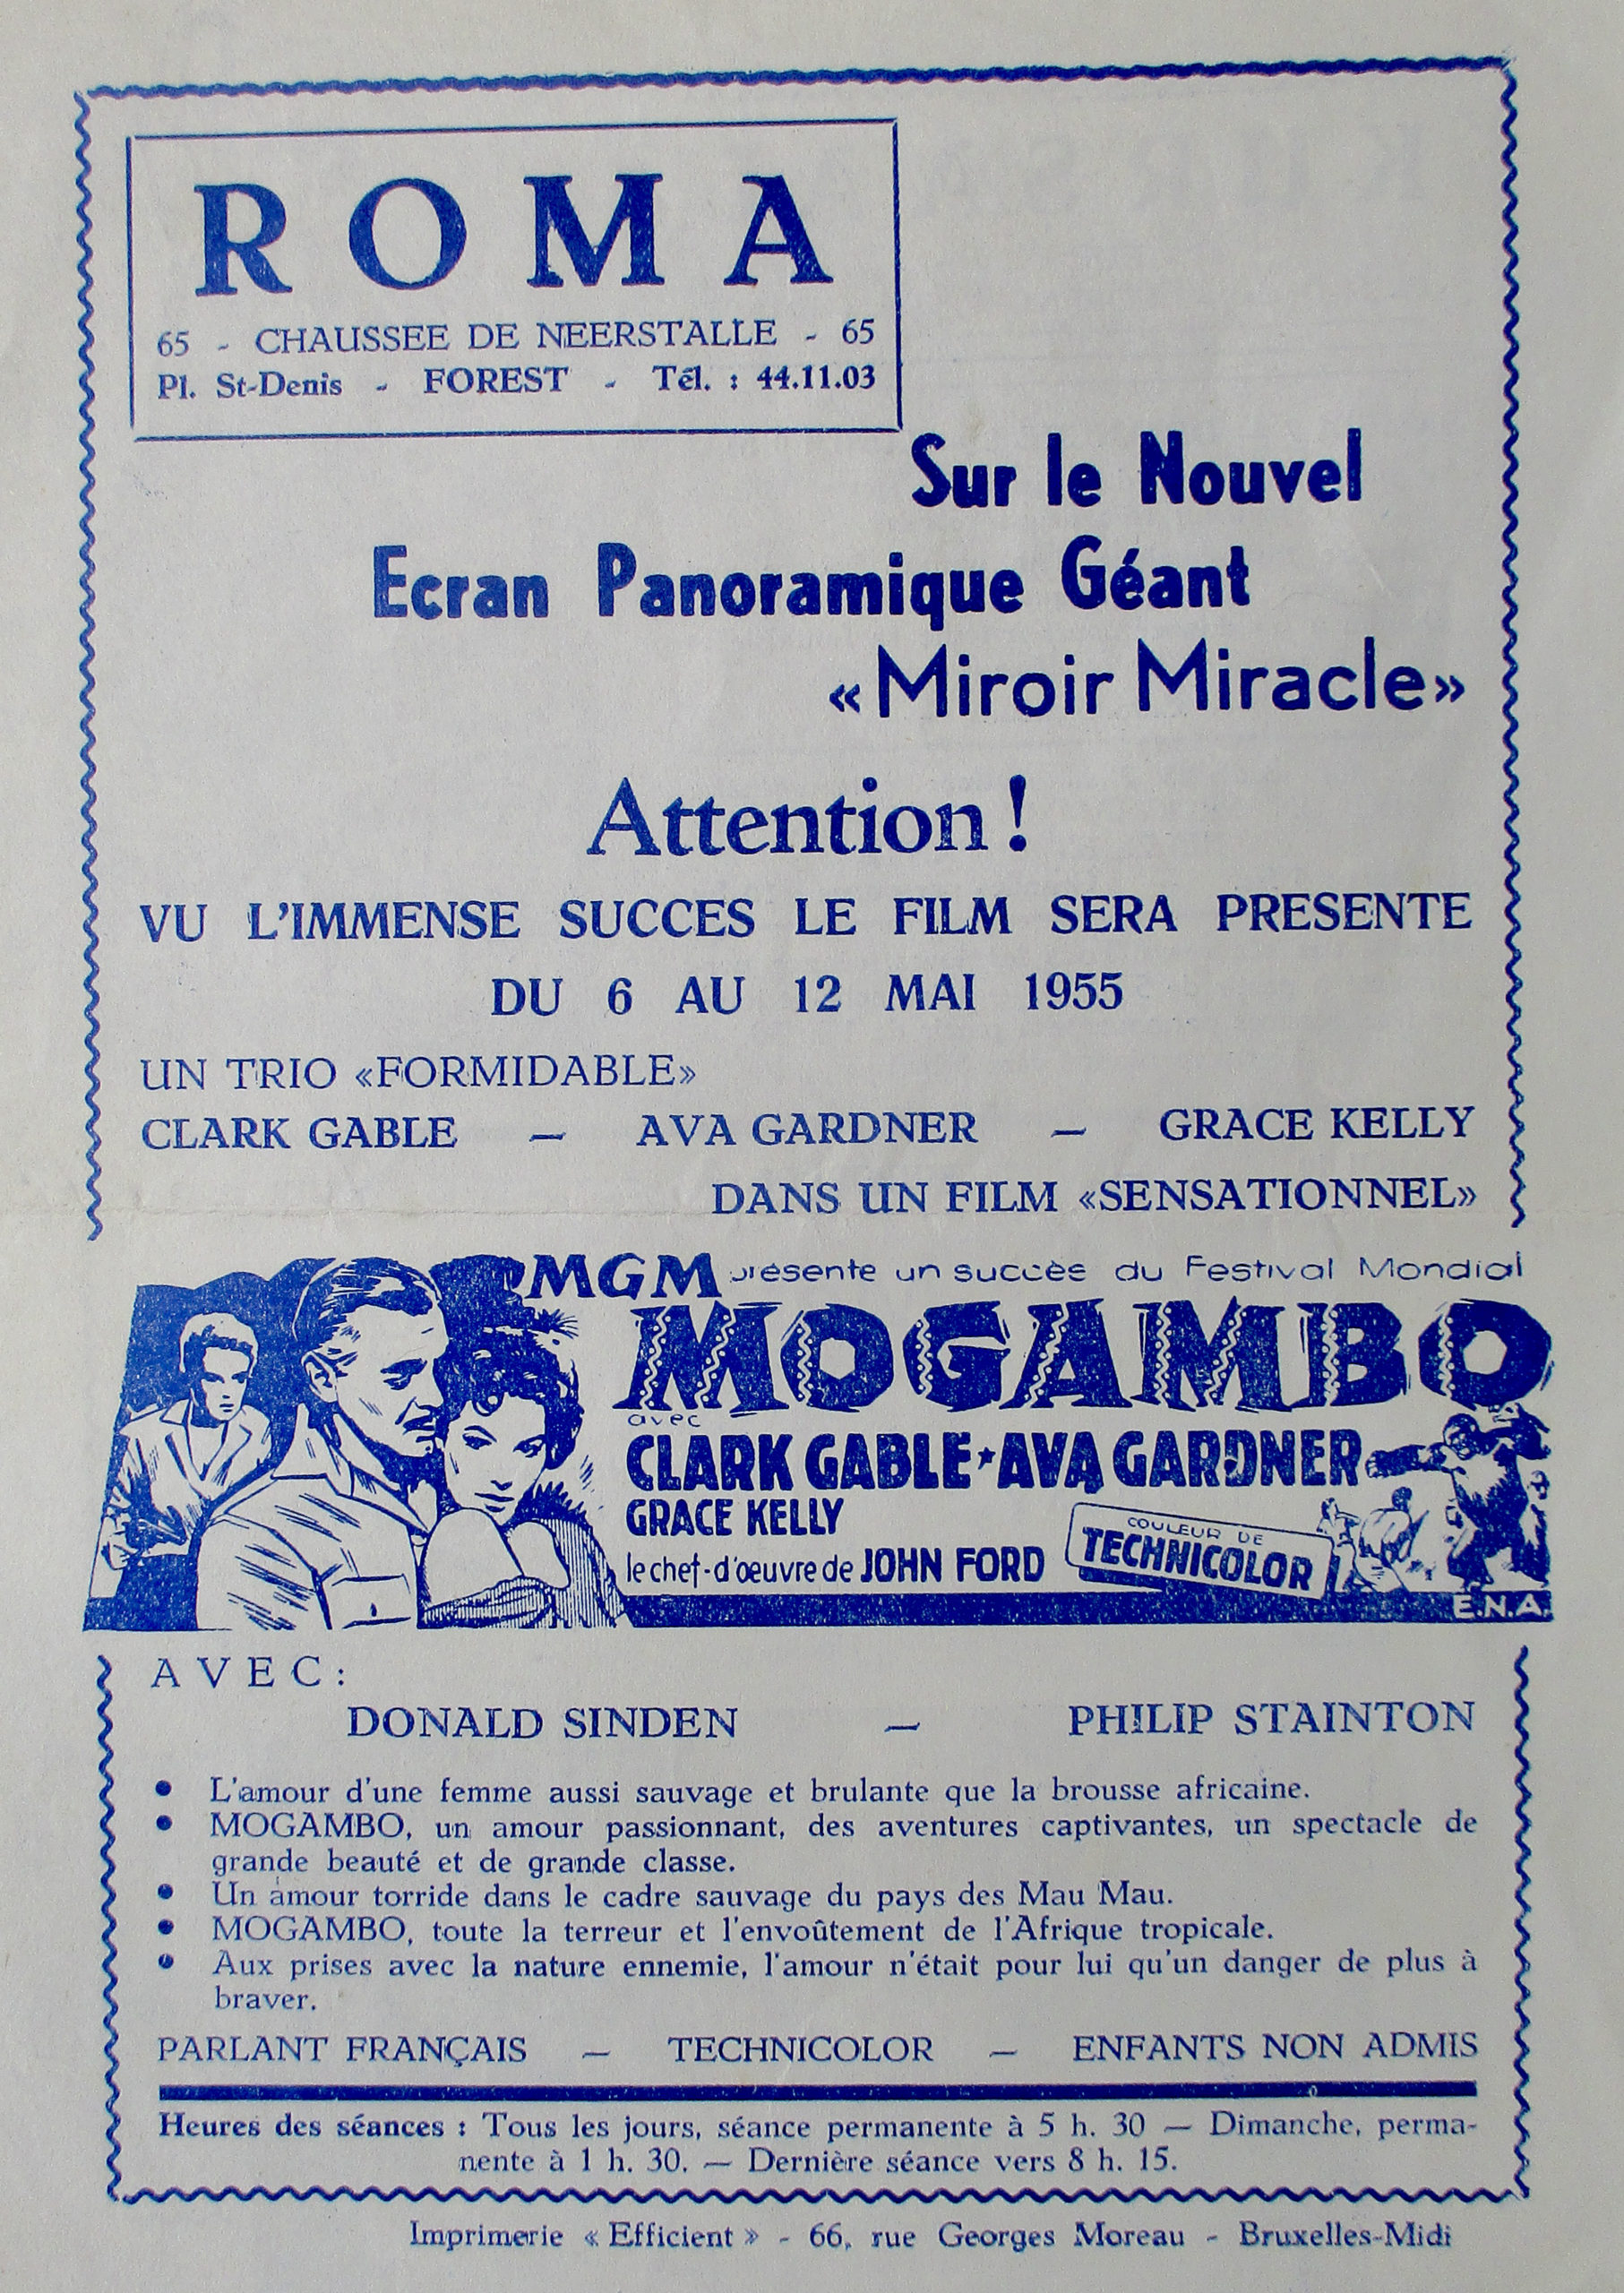 ROMA
65 - CHAUSSEE DE NEERSTALLE - 65
Pl. St-Denis - FOREST - Tél. : 44.11.03
Sur le Nouvel
Ecran Panoramique Géant
«Miroir Miracle»
Attention !
VU L'IMMENSE SUCCES LE FILM SERA PRESENTE
DU 6 AU 12 MAI 1955
UN TRIO «FORMIDABLE»
CLARK GABLE — AVA GARDNER — GRACE KELLY
DANS UN FILM «SENSATIONNEL»
MGM présente un succès du Festival Mondial
MOGAMBO
avec
CLARK GABLE ★ AVA GARDNER
GRACE KELLY
le chef-d'œuvre de JOHN FORD
COULEUR DE
TECHNICOLOR
E.N.A.
AVEC:
DONALD SINDEN — PHILIP STAINTON
• L'amour d'une femme aussi sauvage et brulante que la brousse africaine.
• MOGAMBO, un amour passionnant, des aventures captivantes, un spectacle de
grande beauté et de grande classe.
• Un amour torride dans le cadre sauvage du pays des Mau Mau.
• MOGAMBO, toute la terreur et l'envoûtement de l'Afrique tropicale.
• Aux prises avec la nature ennemie, l'amour n'était pour lui qu'un danger de plus à
braver.
PARLANT FRANÇAIS — TECHNICOLOR — ENFANTS NON ADMIS
Heures des séances : Tous les jours, séance permanente à 5 h. 30 — Dimanche, perma-
nente à 1 h. 30. — Dernière séance vers 8 h. 15.
Imprimerie « Efficient » - 66, rue Georges Moreau - Bruxelles-Midi